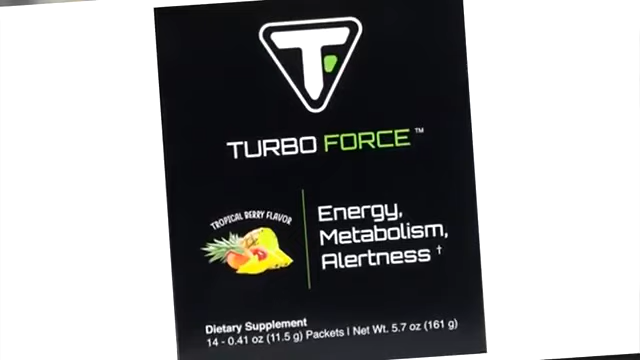 T
TURBO FORCE™
TROPICAL BERRY FLAVOR
Energy,
Metabolism,
Alertness †
Dietary Supplement
14 - 0.41 oz (11.5 g) Packets | Net Wt. 5.7 oz (161 g)